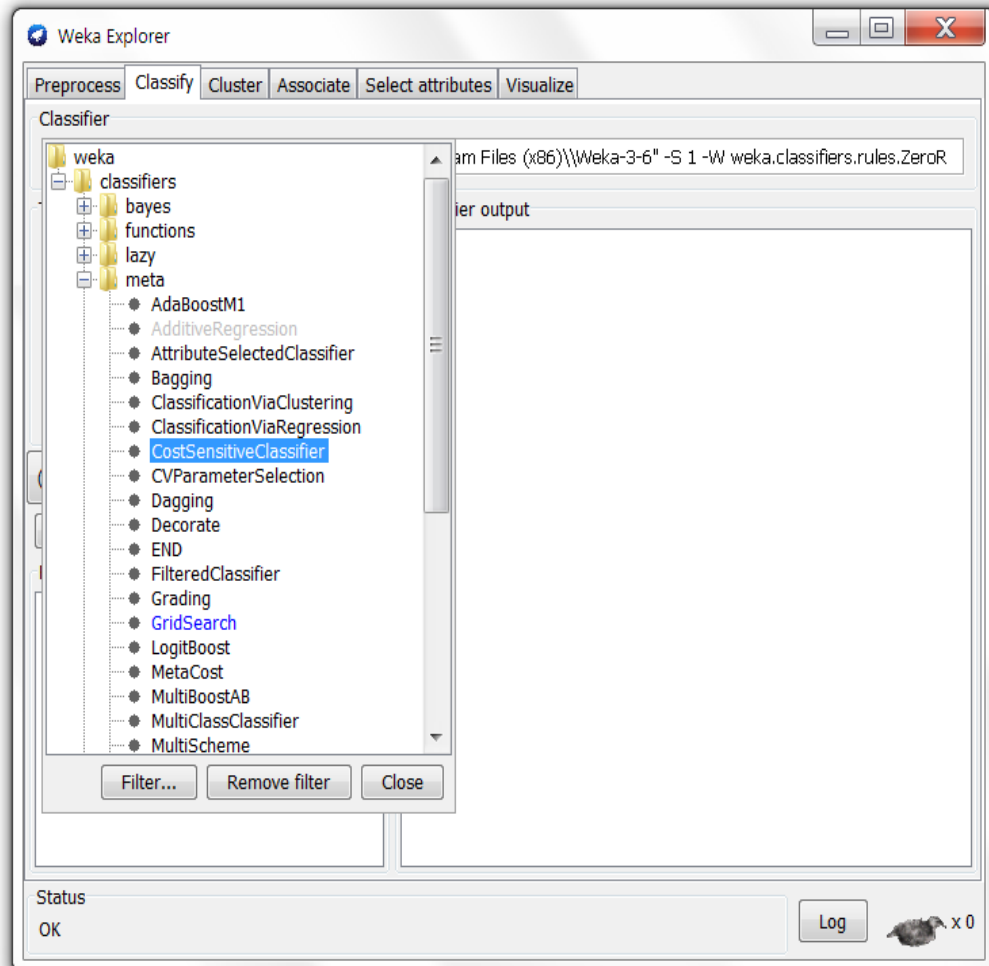 Weka Explorer
Preprocess Classify Cluster Associate Select attributes Visualize
Classifier
am Files (x86)\\Weka-3-6" -S 1 -W weka.classifiers.rules.ZeroR
weka
classifiers
bayes
functions
lazy
meta
AdaBoostM1
AdditiveRegression
AttributeSelectedClassifier
Bagging
ClassificationViaClustering
ClassificationViaRegression
CostSensitiveClassifier
CVParameterSelection
Dagging
Decorate
END
FilteredClassifier
Grading
GridSearch
LogitBoost
MetaCost
MultiBoostAB
MultiClassClassifier
MultiScheme
Filter... Remove filter Close
ier output
Status
OK
Log x 0